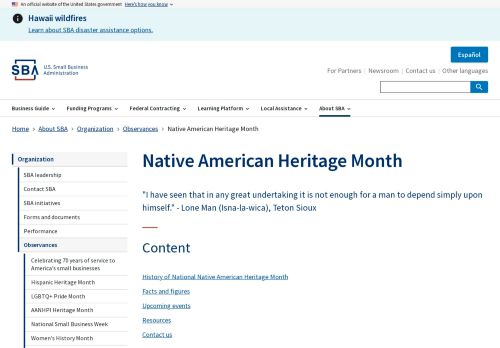 An official website of the United States government Here's how you know
Hawaii wildfires
Learn about SBA disaster assistance options.
Español
SBA U.S. Small Business
Administration
For Partners Newsroom Contact us Other languages
Business Guide Funding Programs Federal Contracting Learning Platform Local Assistance About SBA
Home > About SBA > Organization > Observances > Native American Heritage Month
Organization
SBA leadership
Contact SBA
SBA initiatives
Forms and documents
Performance
Observances
Celebrating 70 years of service to
America's small businesses
Hispanic Heritage Month
LGBTQ+ Pride Month
AANHPI Heritage Month
National Small Business Week
Women's History Month
Native American Heritage Month
"I have seen that in any great undertaking it is not enough for a man to depend simply upon
himself." - Lone Man (Isna-la-wica), Teton Sioux
Content
History of National Native American Heritage Month
Facts and figures
Upcoming events
Resources
Contact us